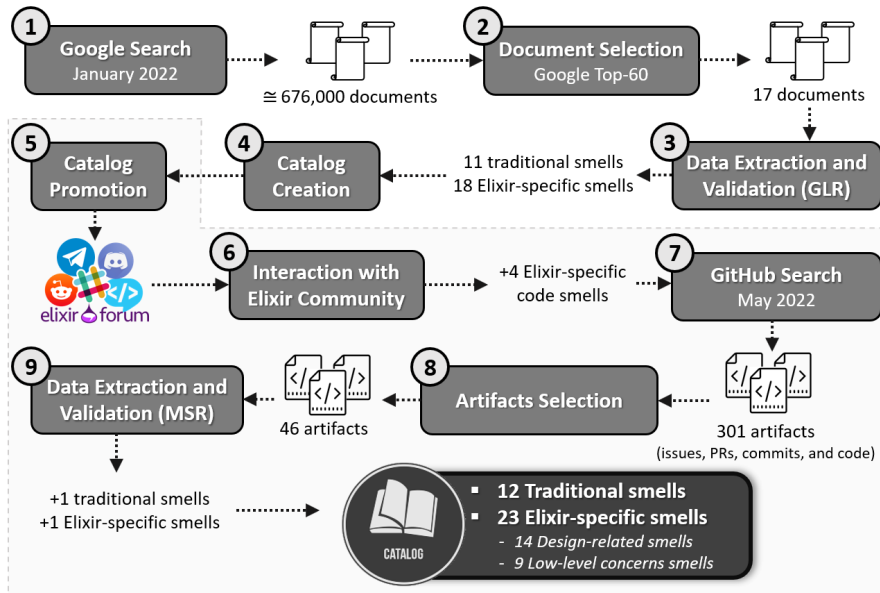 1
Google Search
January 2022
≅ 676,000 documents
2
Document Selection
Google Top-60
17 documents
3
Data Extraction and
Validation (GLR)
11 traditional smells
18 Elixir-specific smells
4
Catalog
Creation
5
Catalog
Promotion
</>
elixir forum
6
Interaction with
Elixir Community
+4 Elixir-specific
code smells
7
GitHub Search
May 2022
</>
</>
</>
301 artifacts
(issues, PRs, commits, and code)
8
Artifacts Selection
</>
</>
</>
46 artifacts
9
Data Extraction and
Validation (MSR)
+1 traditional smells
+1 Elixir-specific smells
CATALOG
▪ 12 Traditional smells
▪ 23 Elixir-specific smells
- 14 Design-related smells
- 9 Low-level concerns smells